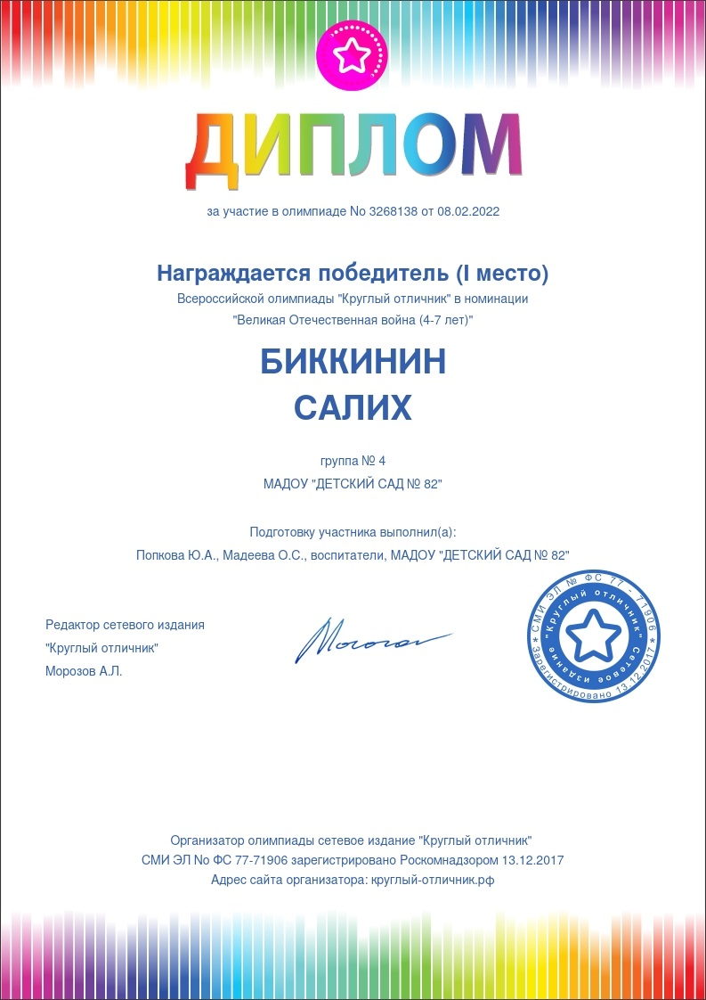 ДИПЛОМ
за участие в олимпиаде No 3268138 от 08.02.2022
Награждается победитель (I место)
Всероссийской олимпиады "Круглый отличник" в номинации
"Великая Отечественная война (4-7 лет)"
БИККИНИН
САЛИХ
группа № 4
МАДОУ "ДЕТСКИЙ САД № 82"
Подготовку участника выполнил(а):
Попкова Ю.А., Мадеева О.С., воспитатели, МАДОУ "ДЕТСКИЙ САД № 82"
Редактор сетевого издания
"Круглый отличник"
Морозов А.Л.
СМИ ЭЛ № ФС 77 - 71906
* Зарегистрировано 13.12.2017 *
"Круглый отличник"
Сетевое издание
Организатор олимпиады сетевое издание "Круглый отличник"
СМИ ЭЛ No ФС 77-71906 зарегистрировано Роскомнадзором 13.12.2017
Адрес сайта организатора: круглый-отличник.рф